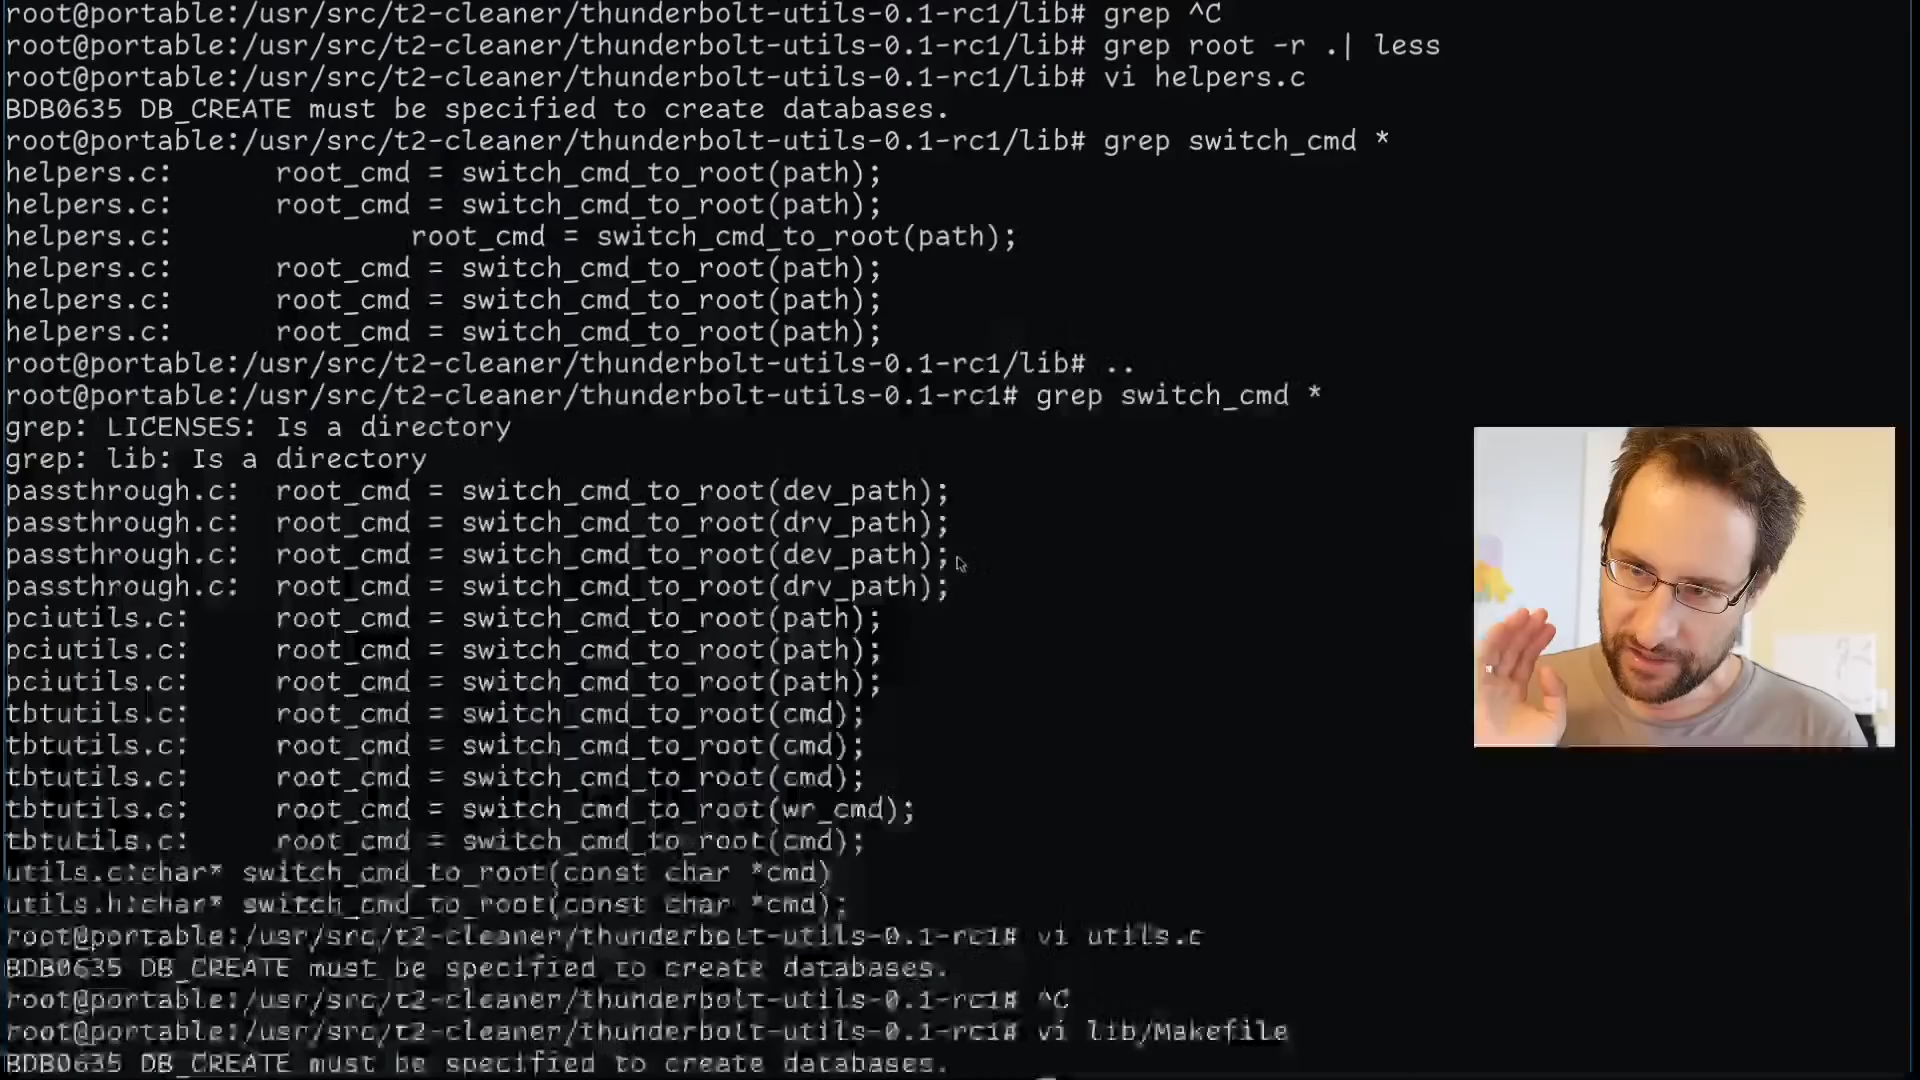 root@portable:/usr/src/t2-cleaner/thunderbolt-utils-0.1-rc1/lib# grep ^C
root@portable:/usr/src/t2-cleaner/thunderbolt-utils-0.1-rc1/lib# grep root -r .| less
root@portable:/usr/src/t2-cleaner/thunderbolt-utils-0.1-rc1/lib# vi helpers.c
BDB0635 DB_CREATE must be specified to create databases.
root@portable:/usr/src/t2-cleaner/thunderbolt-utils-0.1-rc1/lib# grep switch_cmd *
helpers.c:      root_cmd = switch_cmd_to_root(path);
helpers.c:      root_cmd = switch_cmd_to_root(path);
helpers.c:              root_cmd = switch_cmd_to_root(path);
helpers.c:      root_cmd = switch_cmd_to_root(path);
helpers.c:      root_cmd = switch_cmd_to_root(path);
helpers.c:      root_cmd = switch_cmd_to_root(path);
root@portable:/usr/src/t2-cleaner/thunderbolt-utils-0.1-rc1/lib# ..
root@portable:/usr/src/t2-cleaner/thunderbolt-utils-0.1-rc1# grep switch_cmd *
grep: LICENSES: Is a directory
grep: lib: Is a directory
passthrough.c:  root_cmd = switch_cmd_to_root(dev_path);
passthrough.c:  root_cmd = switch_cmd_to_root(drv_path);
passthrough.c:  root_cmd = switch_cmd_to_root(dev_path);
passthrough.c:  root_cmd = switch_cmd_to_root(drv_path);
pciutils.c:     root_cmd = switch_cmd_to_root(path);
pciutils.c:     root_cmd = switch_cmd_to_root(path);
pciutils.c:     root_cmd = switch_cmd_to_root(path);
tbtutils.c:     root_cmd = switch_cmd_to_root(cmd);
tbtutils.c:     root_cmd = switch_cmd_to_root(cmd);
tbtutils.c:     root_cmd = switch_cmd_to_root(cmd);
tbtutils.c:     root_cmd = switch_cmd_to_root(wr_cmd);
tbtutils.c:     root_cmd = switch_cmd_to_root(cmd);
utils.c:char* switch_cmd_to_root(const char *cmd)
utils.h:char* switch_cmd_to_root(const char *cmd);
root@portable:/usr/src/t2-cleaner/thunderbolt-utils-0.1-rc1# vi utils.c
BDB0635 DB_CREATE must be specified to create databases.
root@portable:/usr/src/t2-cleaner/thunderbolt-utils-0.1-rc1# ^C
root@portable:/usr/src/t2-cleaner/thunderbolt-utils-0.1-rc1# vi lib/Makefile
BDB0635 DB_CREATE must be specified to create databases.